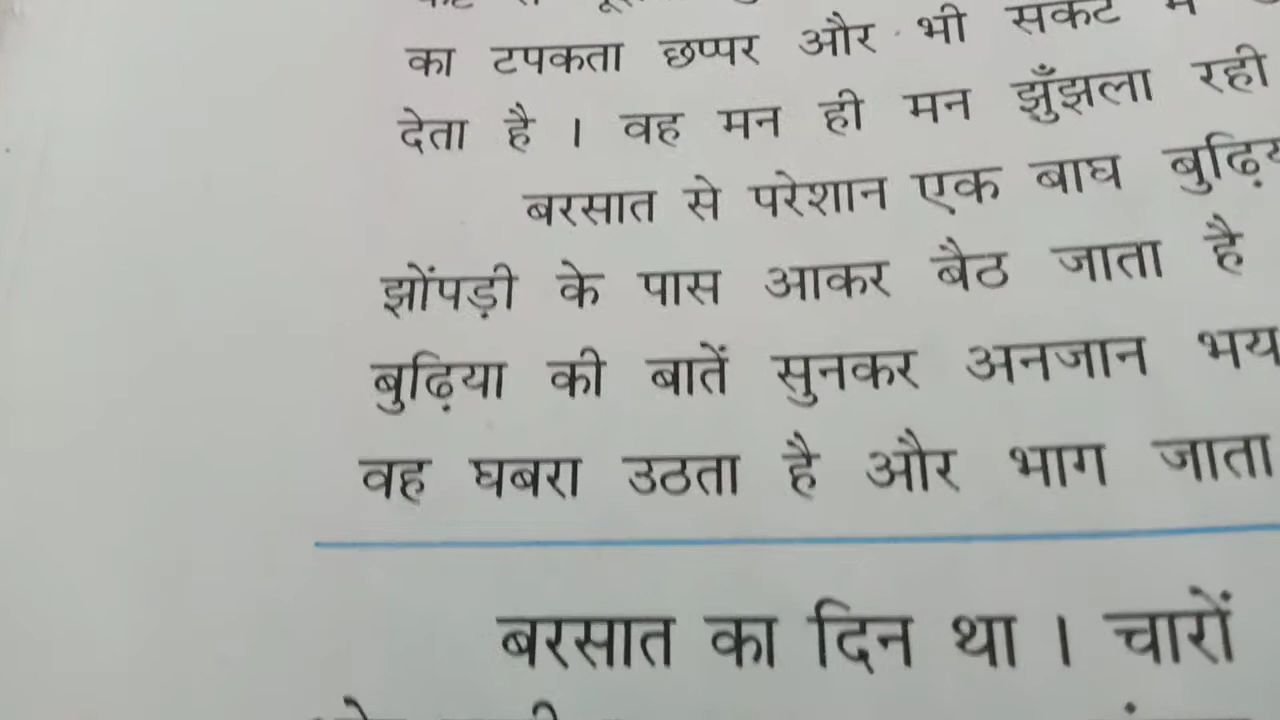 का टपकता छप्पर और भी संकट में
देता है । वह मन ही मन झुँझला रही
बरसात से परेशान एक बाघ
झोंपड़ी के पास आकर बैठ जाता है
बुढ़िया की बातें सुनकर अनजान भय
वह घबरा उठता है और भाग जाता
बरसात का दिन था । चारों